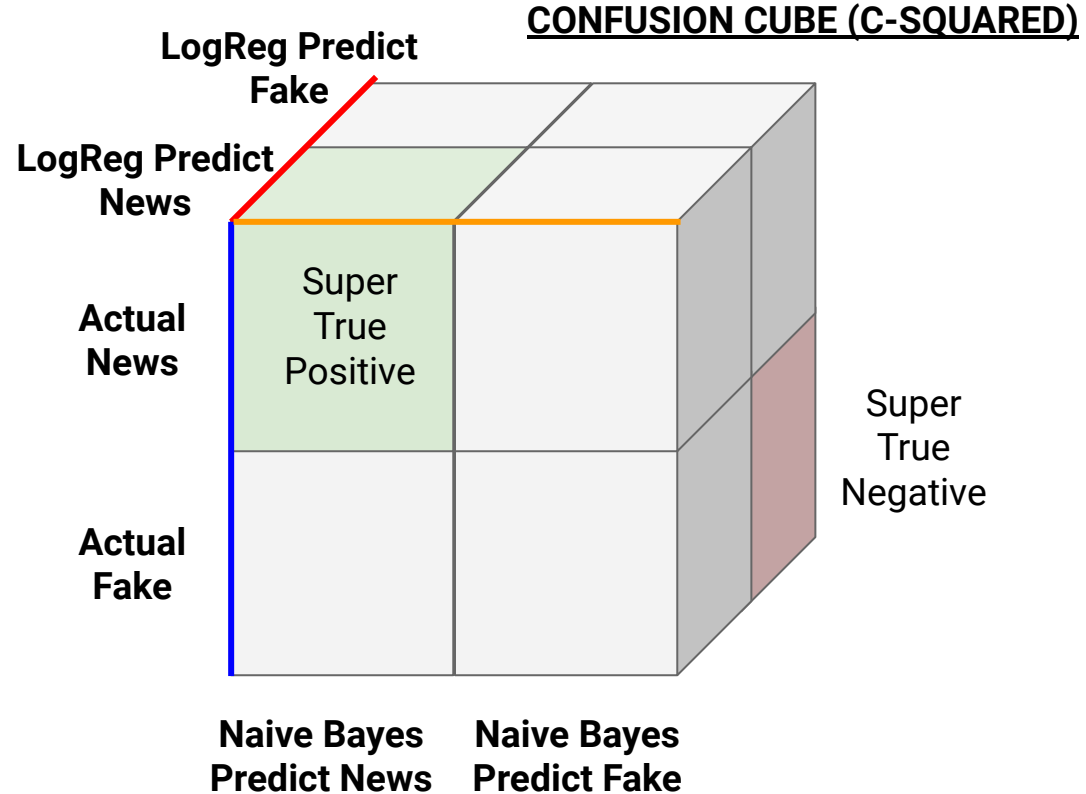 CONFUSION CUBE (C-SQUARED)
LogReg Predict
Fake
LogReg Predict
News
Super
True
Positive
Actual
News
Super
True
Negative
Actual
Fake
Naive Bayes
Predict News
Naive Bayes
Predict Fake